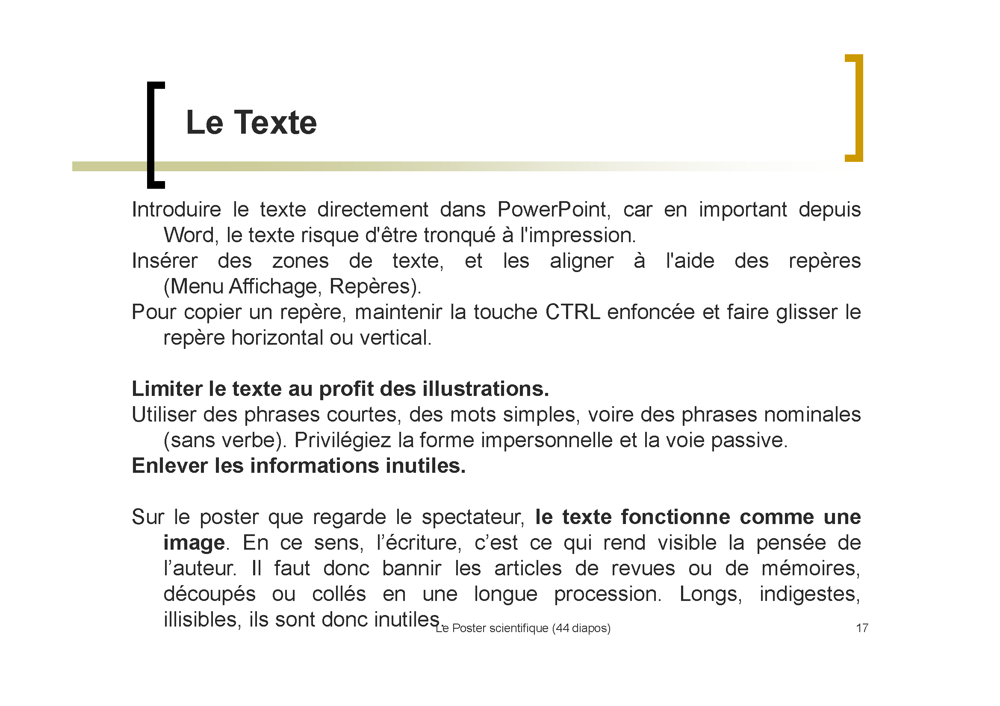 Le Texte
Introduire le texte directement dans PowerPoint, car en important depuis
Word, le texte risque d'être tronqué à l'impression.
Insérer des zones de texte, et les aligner à l'aide des repères
(Menu Affichage, Repères).
Pour copier un repère, maintenir la touche CTRL enfoncée et faire glisser le
repère horizontal ou vertical.
Limiter le texte au profit des illustrations.
Utiliser des phrases courtes, des mots simples, voire des phrases nominales
(sans verbe). Privilégiez la forme impersonnelle et la voie passive.
Enlever les informations inutiles.
Sur le poster que regarde le spectateur, le texte fonctionne comme une
image. En ce sens, l’écriture, c’est ce qui rend visible la pensée de
l’auteur. Il faut donc bannir les articles de revues ou de mémoires,
découpés ou collés en une longue procession. Longs, indigestes,
illisibles, ils sont donc inutiles.
Le Poster scientifique (44 diapos)
17